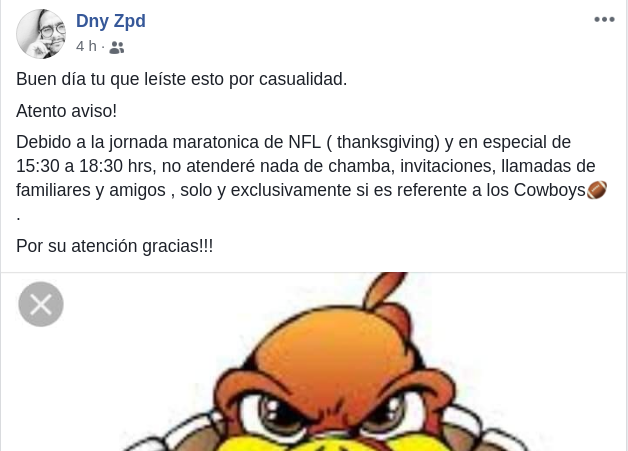 Dny Zpd
4 h ·
Buen día tu que leíste esto por casualidad.
Atento aviso!
Debido a la jornada maratonica de NFL ( thanksgiving) y en especial de
15:30 a 18:30 hrs, no atenderé nada de chamba, invitaciones, llamadas de
familiares y amigos , solo y exclusivamente si es referente a los Cowboys🏈
.
Por su atención gracias!!!